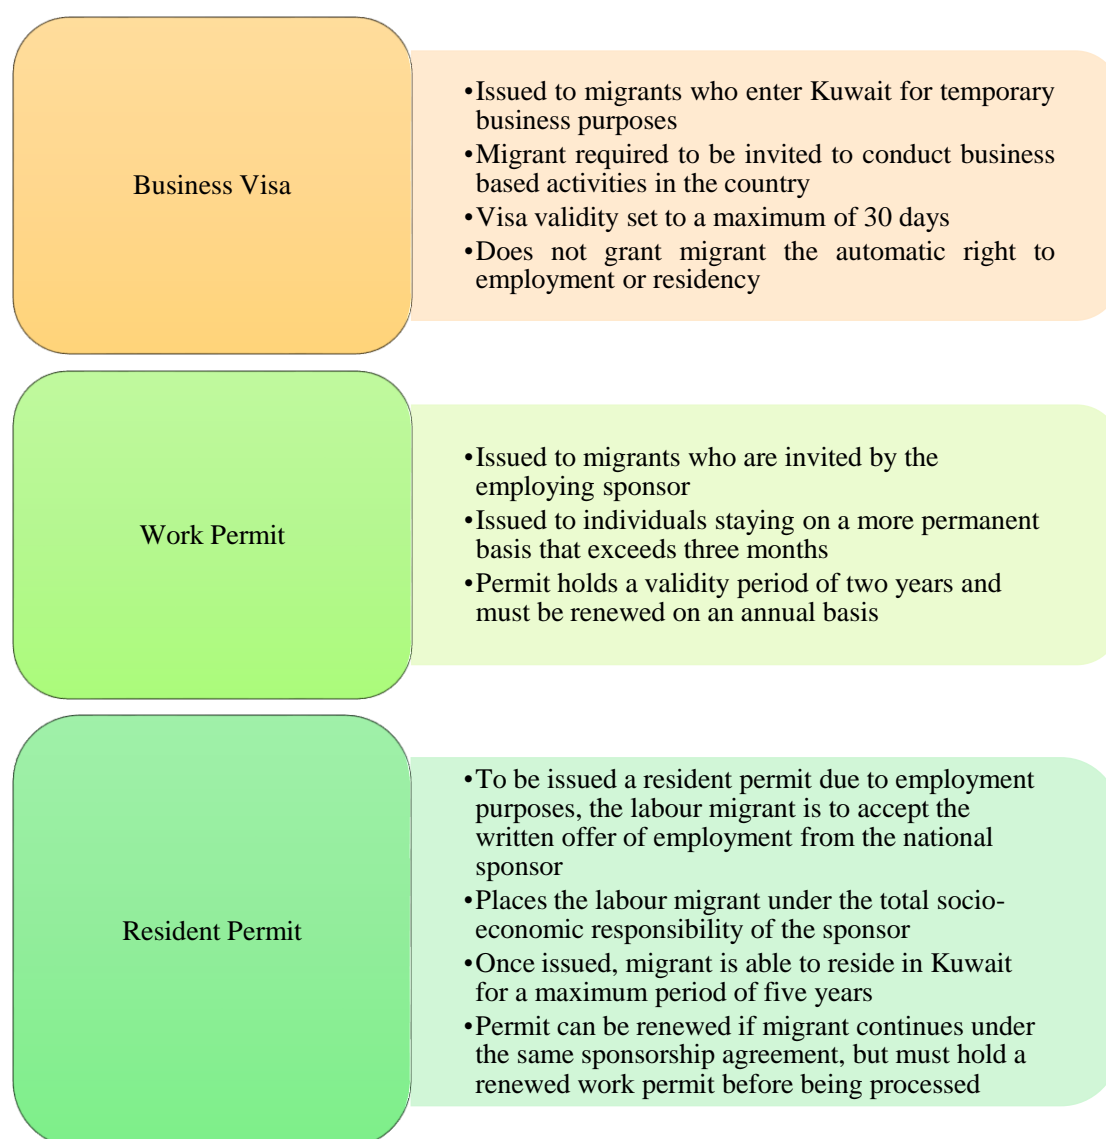 Business Visa
•Issued to migrants who enter Kuwait for temporary
business purposes
•Migrant required to be invited to conduct business
based activities in the country
•Visa validity set to a maximum of 30 days
•Does not grant migrant the automatic right to
employment or residency
Work Permit
•Issued to migrants who are invited by the
employing sponsor
•Issued to individuals staying on a more permanent
basis that exceeds three months
•Permit holds a validity period of two years and
must be renewed on an annual basis
Resident Permit
•To be issued a resident permit due to employment
purposes, the labour migrant is to accept the
written offer of employment from the national
sponsor
•Places the labour migrant under the total socio-
economic responsibility of the sponsor
•Once issued, migrant is able to reside in Kuwait
for a maximum period of five years
•Permit can be renewed if migrant continues under
the same sponsorship agreement, but must hold a
renewed work permit before being processed